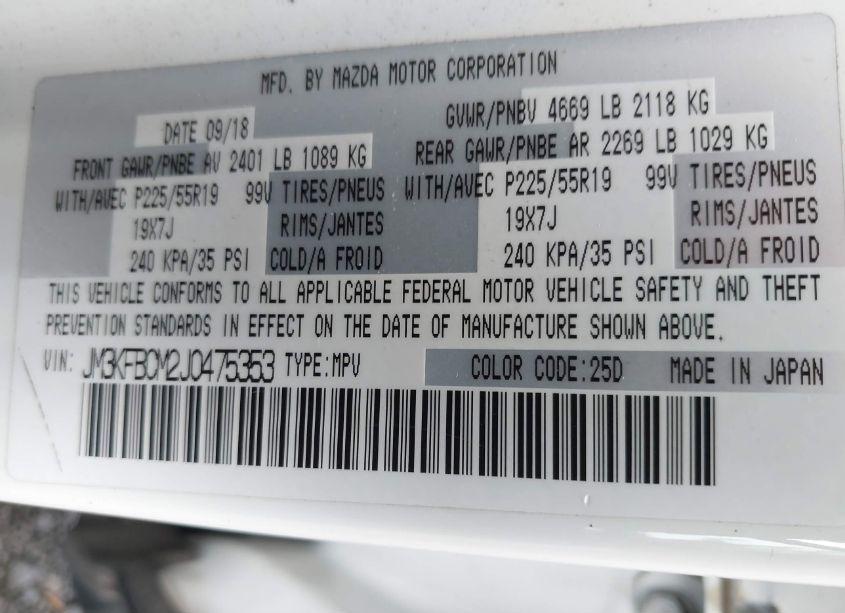 MFD. BY MAZDA MOTOR CORPORATION
DATE 09/18 GVWR/PNBV 4669 LB 2118 KG
FRONT GAWR/PNBE AV 2401 LB 1089 KG REAR GAWR/PNBE AR 2269 LB 1029 KG
WITH/AVEC P225/55R19 99V TIRES/PNEUS WITH/AVEC P225/55R19 99V TIRES/PNEUS
19X7J RIMS/JANTES 19X7J RIMS/JANTES
240 KPA/35 PSI COLD/A FROID 240 KPA/35 PSI COLD/A FROID
THIS VEHICLE CONFORMS TO ALL APPLICABLE FEDERAL MOTOR VEHICLE SAFETY AND THEFT
PREVENTION STANDARDS IN EFFECT ON THE DATE OF MANUFACTURE SHOWN ABOVE.
VIN: JM3KFBCM2J0475353 TYPE:MPV COLOR CODE:25D MADE IN JAPAN